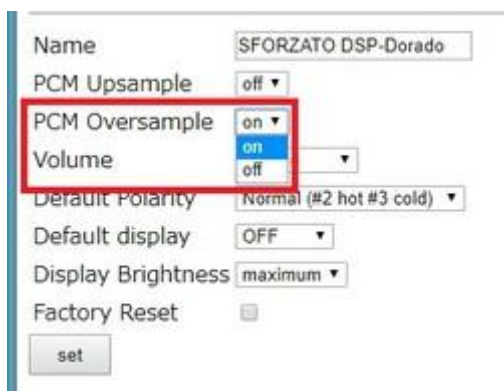 Name SFORZATO DSP-Dorado
PCM Upsample off
PCM Oversample on
on
Volume
off
Default Polarity Normal (#2 hot #3 cold)
Default display OFF
Display Brightness maximum
Factory Reset
set